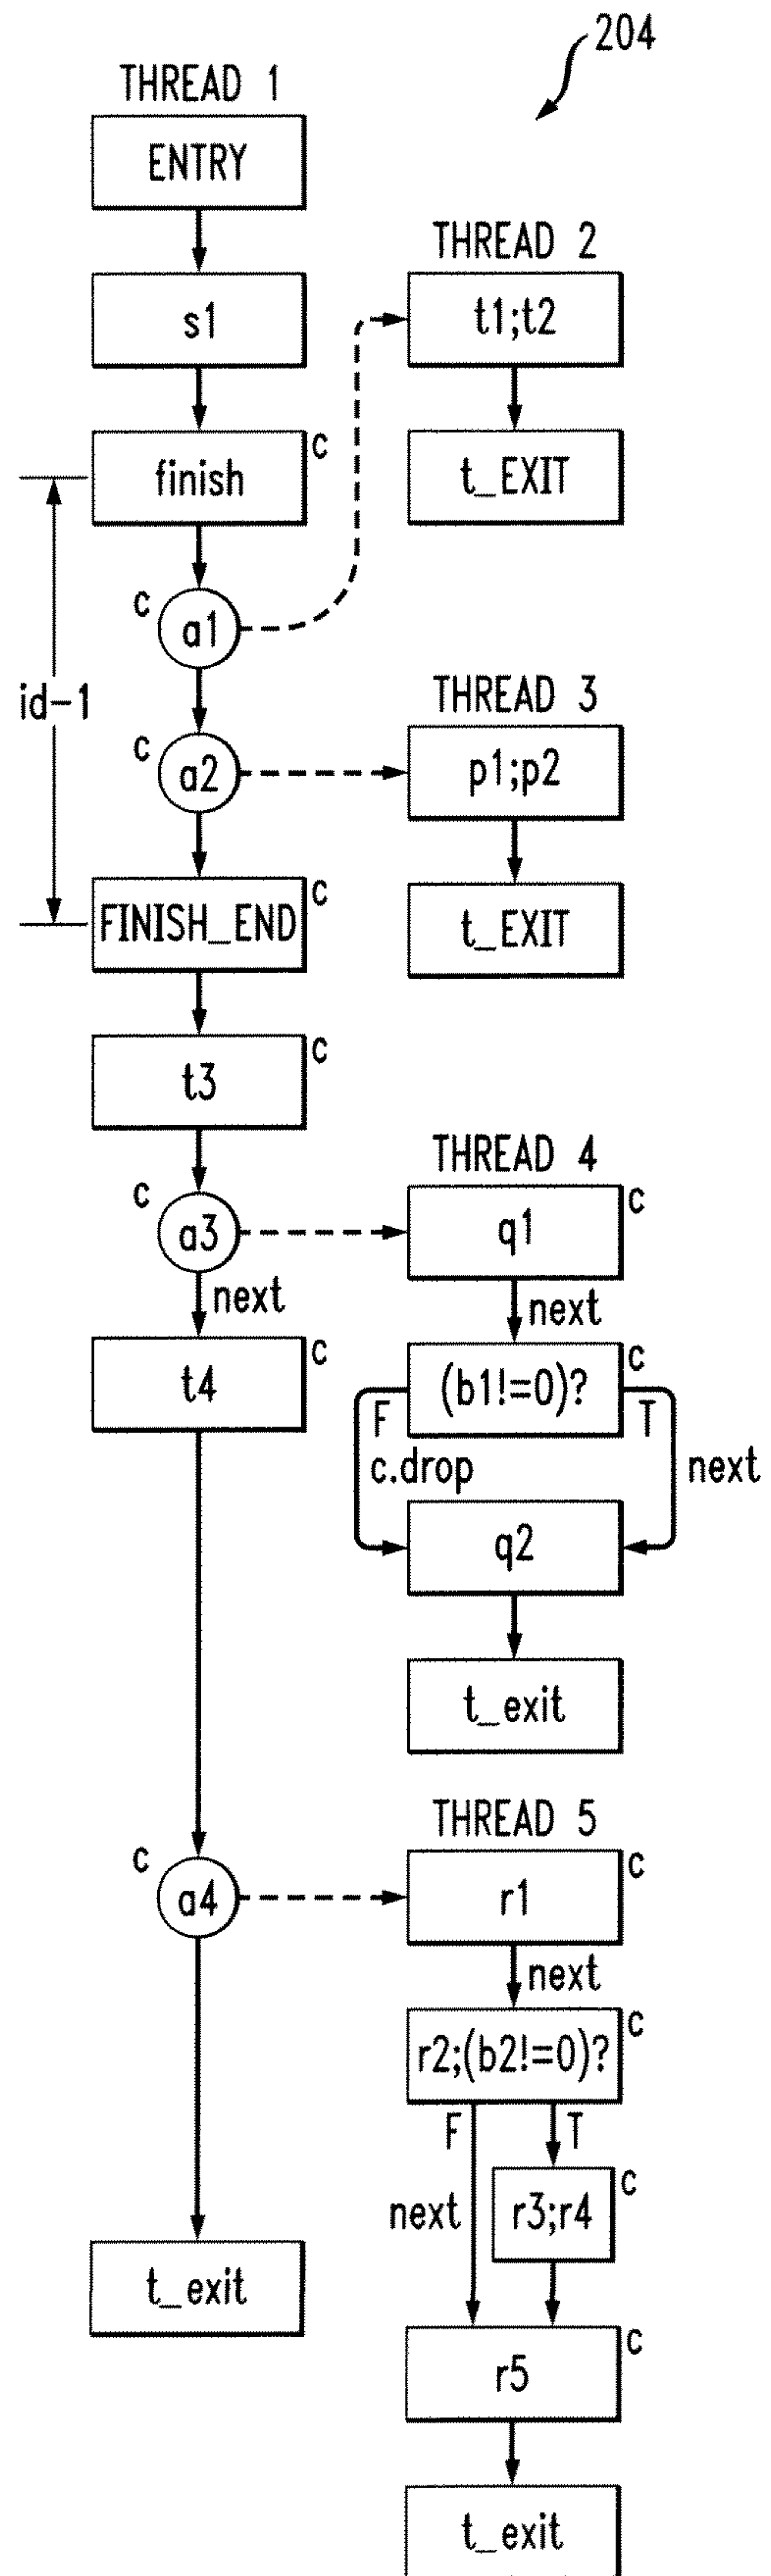 204
THREAD 1
ENTRY
THREAD 2
s1
t1;t2
c
finish
t_EXIT
c
a1
id-1
THREAD 3
c
a2
p1;p2
c
FINISH_END
t_EXIT
c
t3
THREAD 4
c
a3
c
q1
next
next
c
t4
c
(b1!=0)?
F
T
c.drop
next
q2
t_exit
THREAD 5
c
a4
c
r1
next
c
r2;(b2!=0)?
F
T
c
next
r3;r4
t_exit
c
r5
t_exit